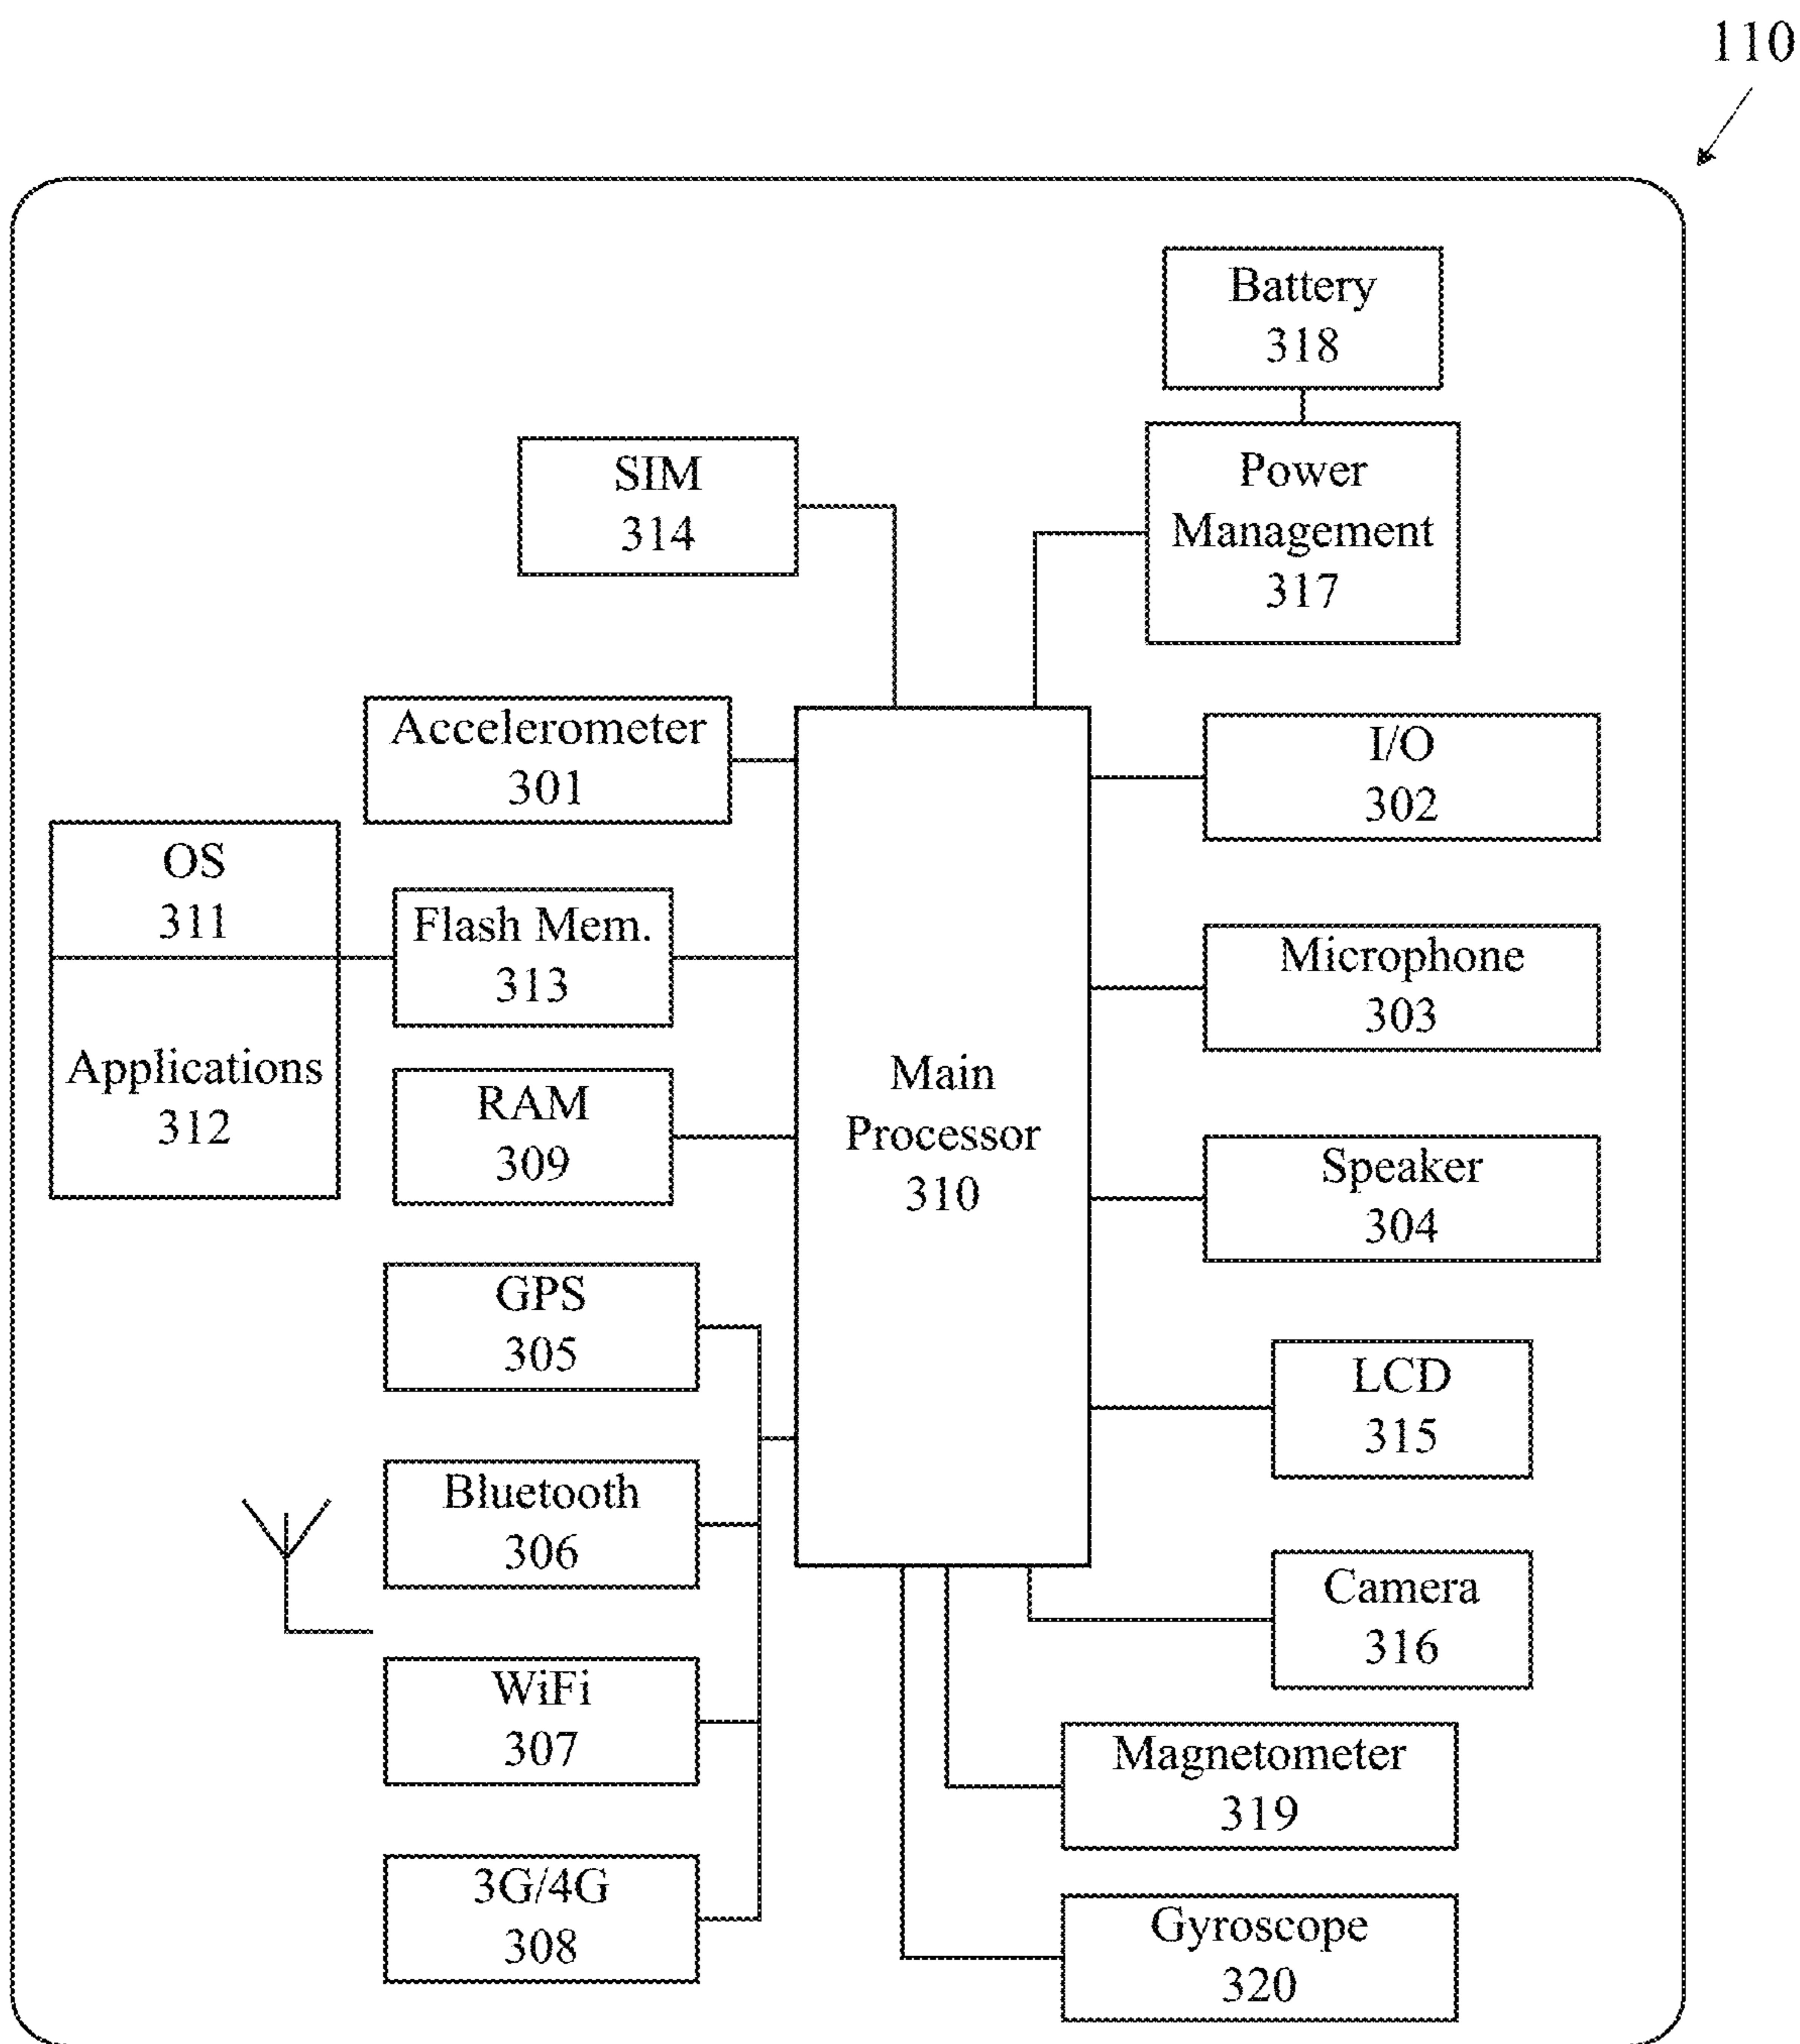 110
Battery
318
SIM
314
Power
Management
317
Accelerometer
301
I/O
302
OS
311
Flash Mem.
313
Microphone
303
Applications
312
RAM
309
Main
Processor
310
Speaker
304
GPS
305
LCD
315
Bluetooth
306
Camera
316
WiFi
307
Magnetometer
319
3G/4G
308
Gyroscope
320